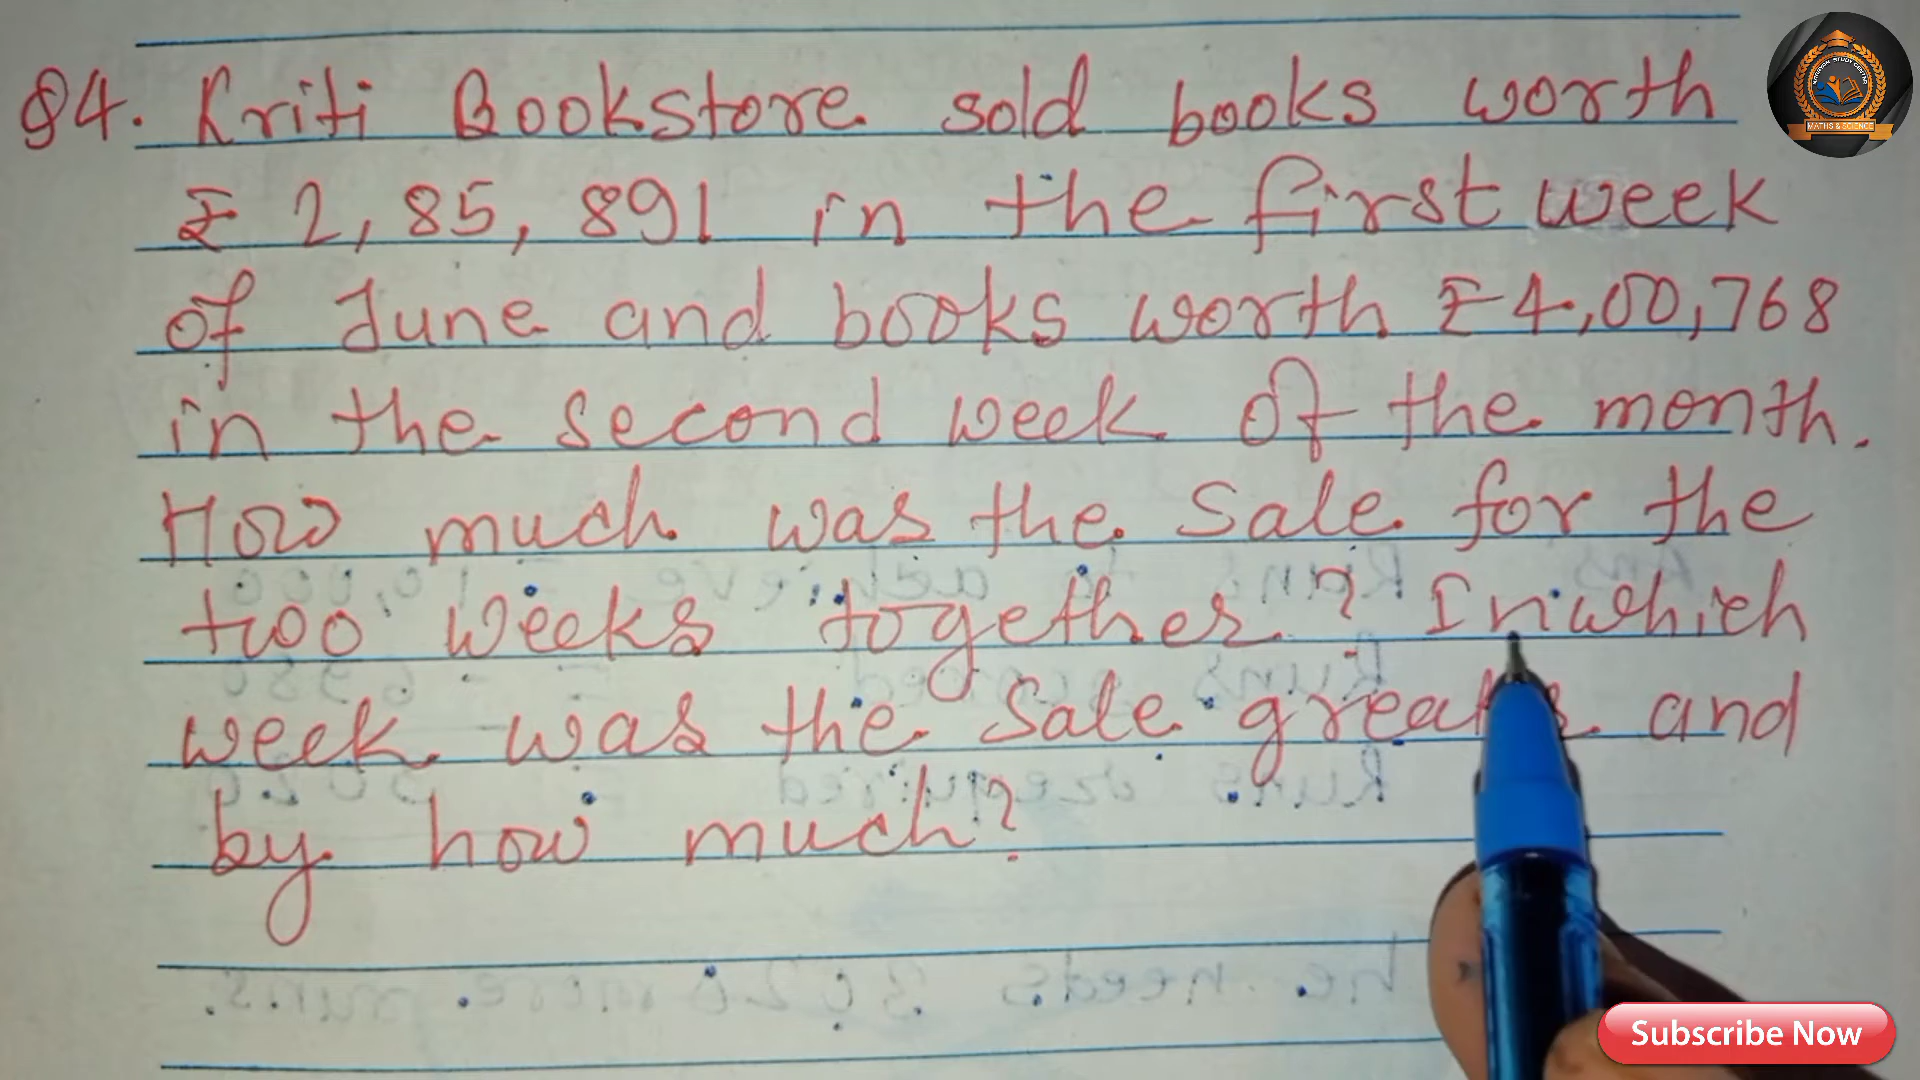 Q4. Kriti Bookstore sold books worth
₹ 2,85,891 in the first week
of June and books worth ₹ 4,00,768
in the second week of the month.
How much was the sale for the
two weeks together? In which
week was the sale greater and
by how much?
MATHS & SCIENCE
Subscribe Now